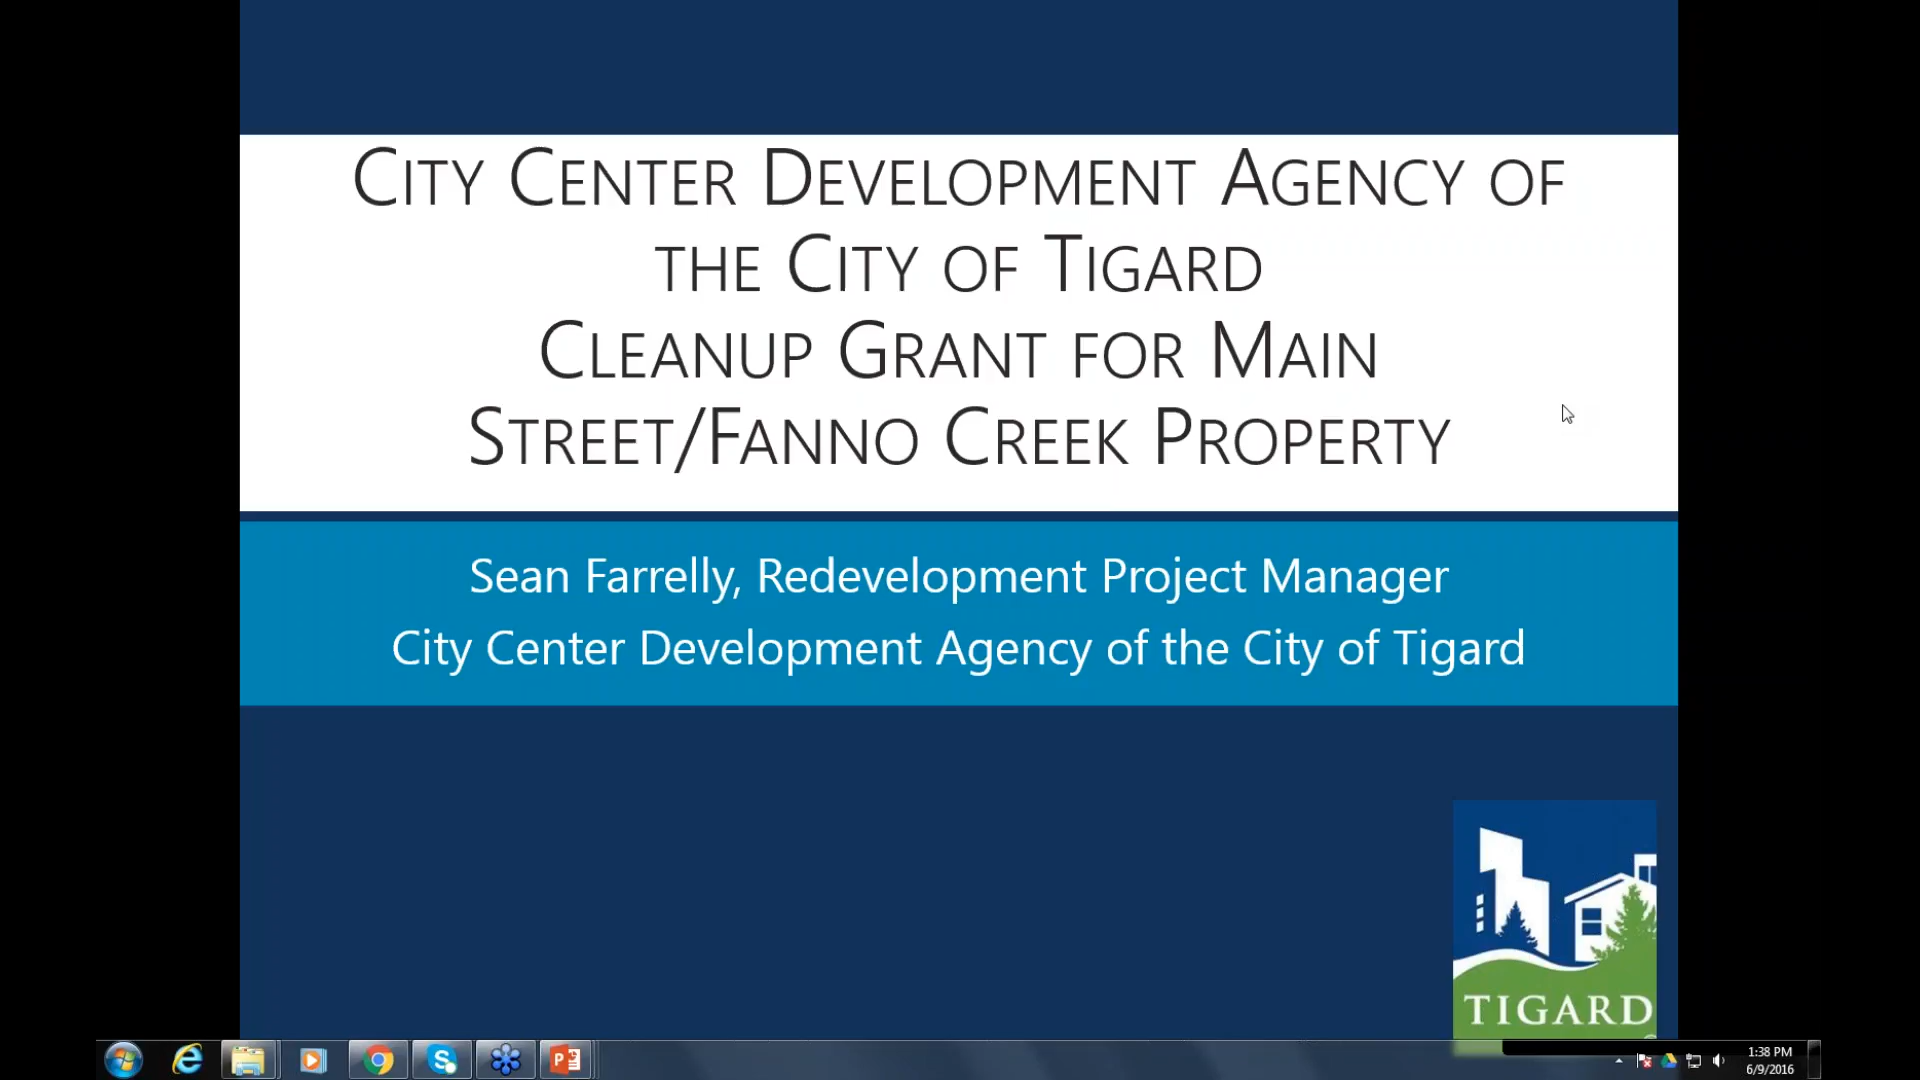 CITY CENTER DEVELOPMENT AGENCY OF
THE CITY OF TIGARD
CLEANUP GRANT FOR MAIN
STREET/FANNO CREEK PROPERTY
Sean Farrelly, Redevelopment Project Manager
City Center Development Agency of the City of Tigard
TIGARD
1:38 PM
6/9/2016